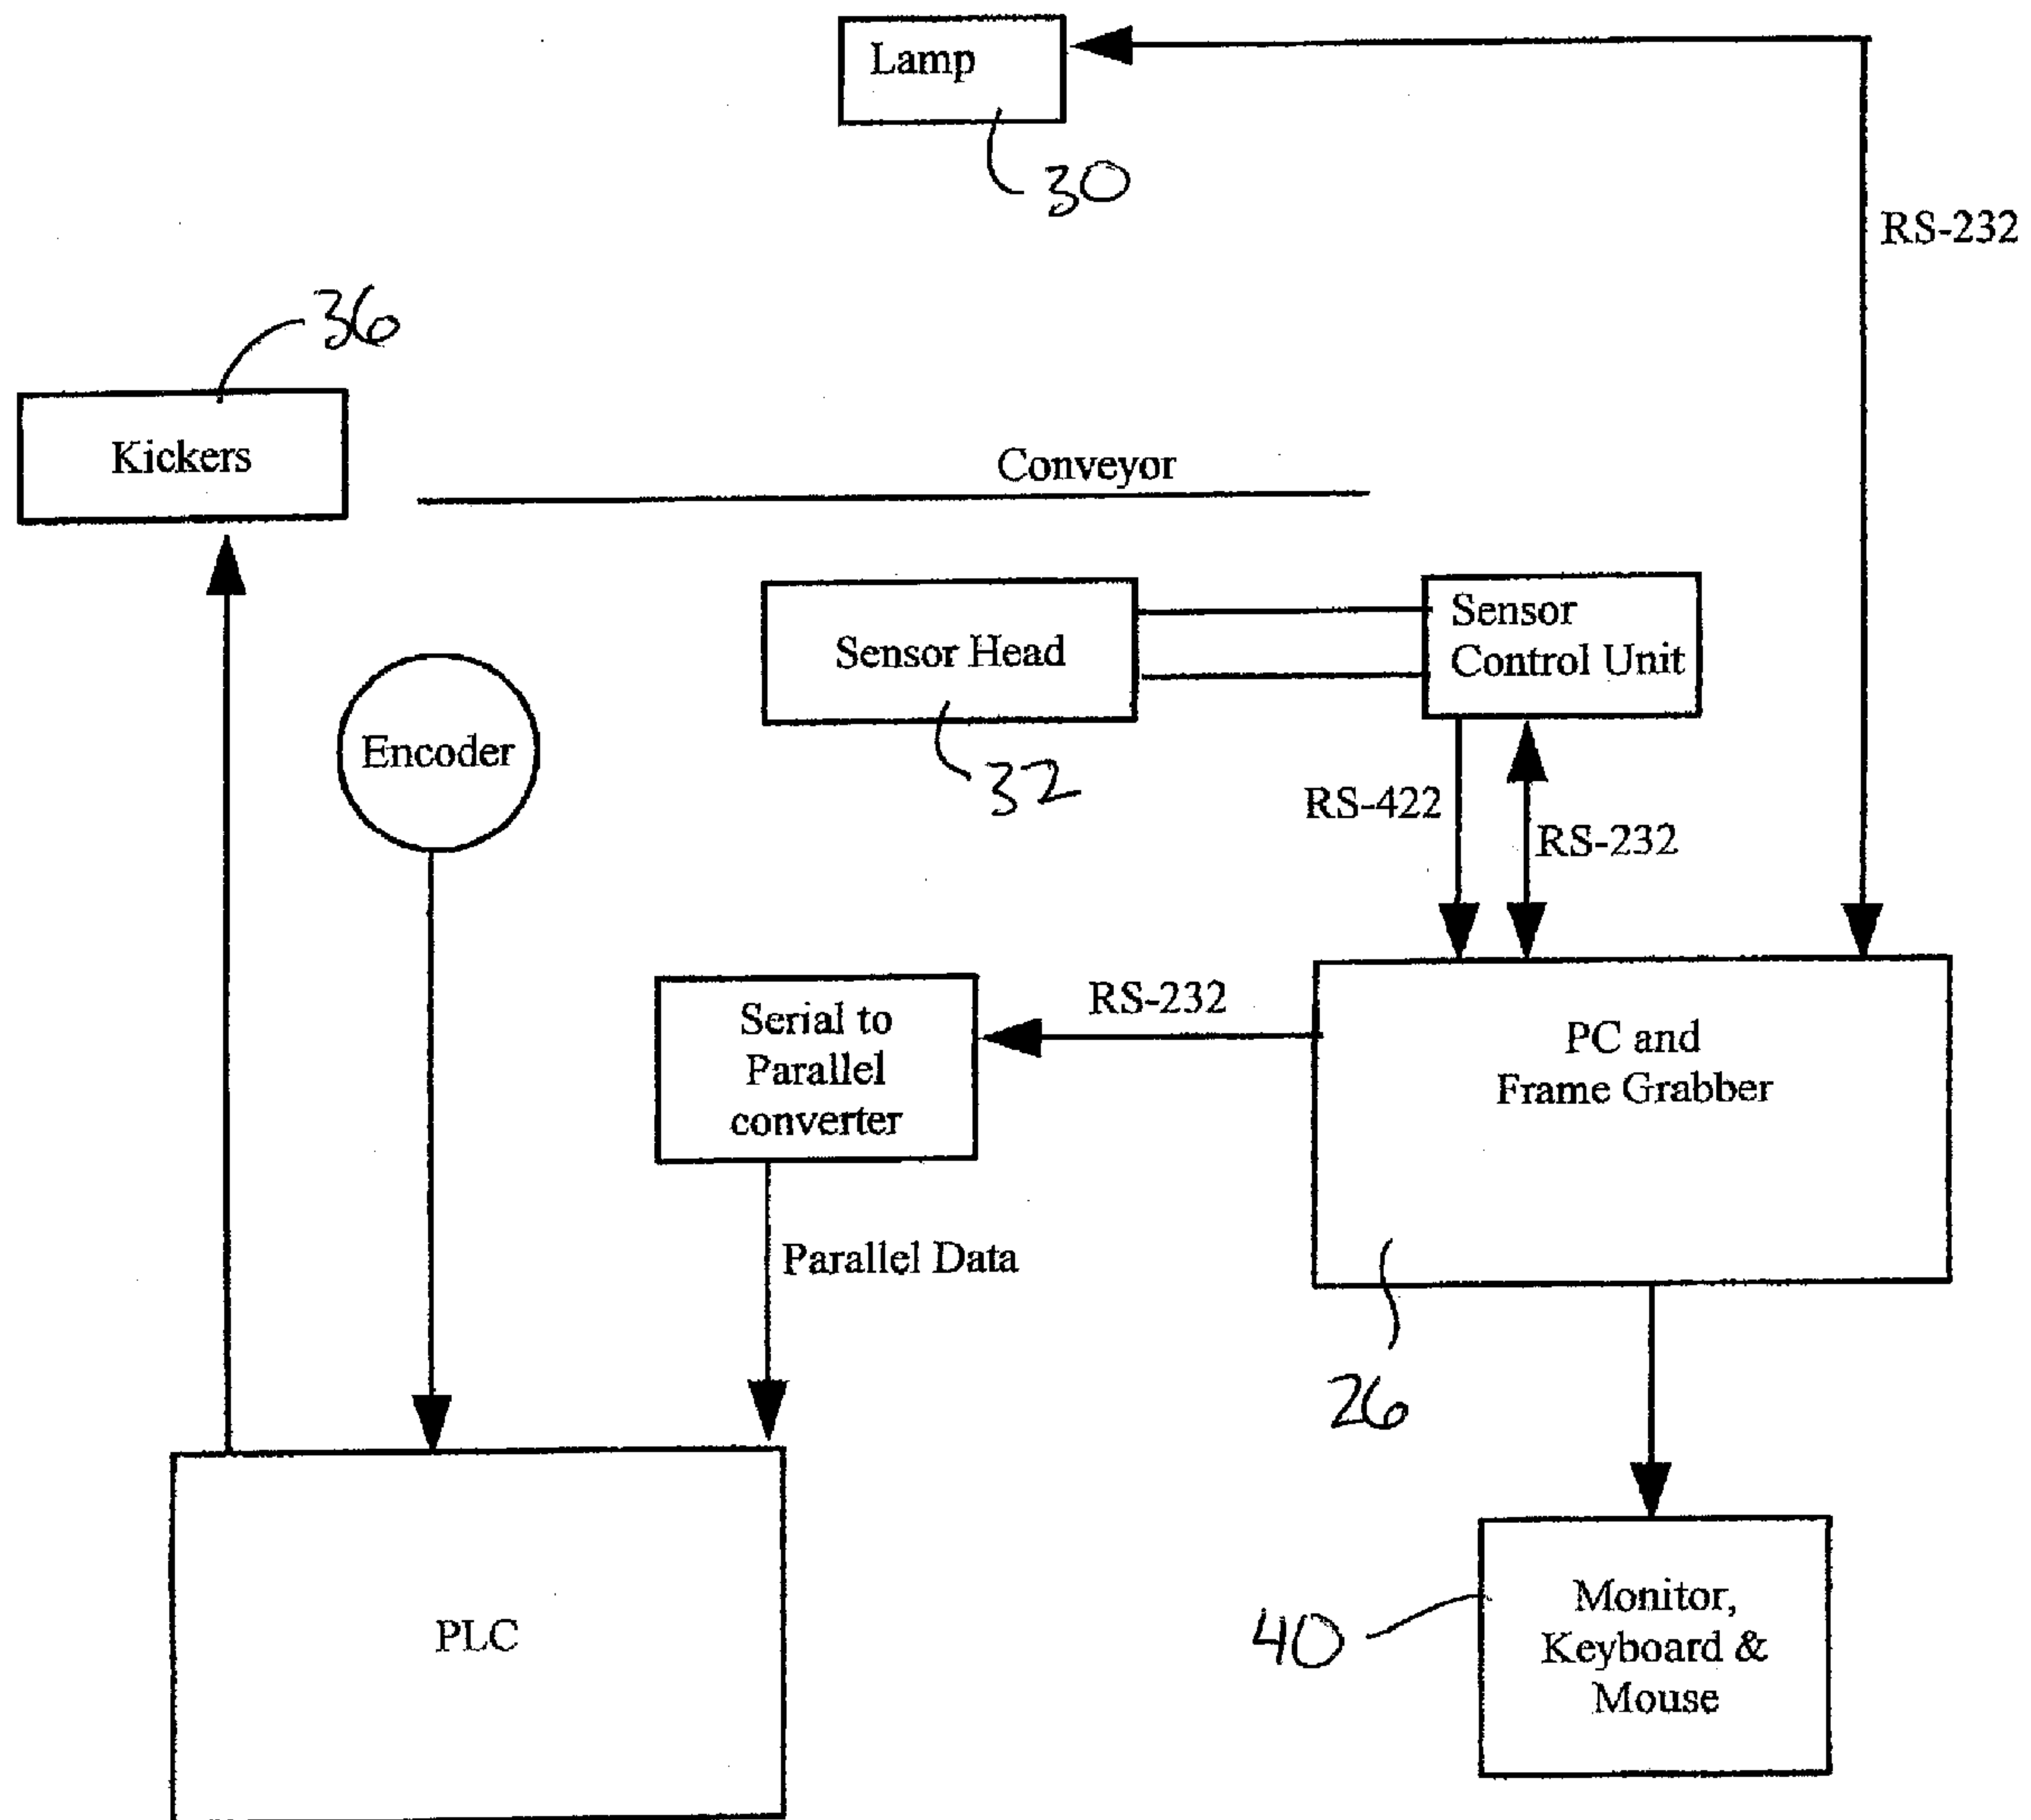 Lamp
30
RS-232
36
Kickers
Conveyor
Sensor Head
Sensor
Control Unit
32
Encoder
RS-422
RS-232
Serial to
Parallel
converter
RS-232
PC and
Frame Grabber
Parallel Data
26
PLC
40
Monitor,
Keyboard &
Mouse